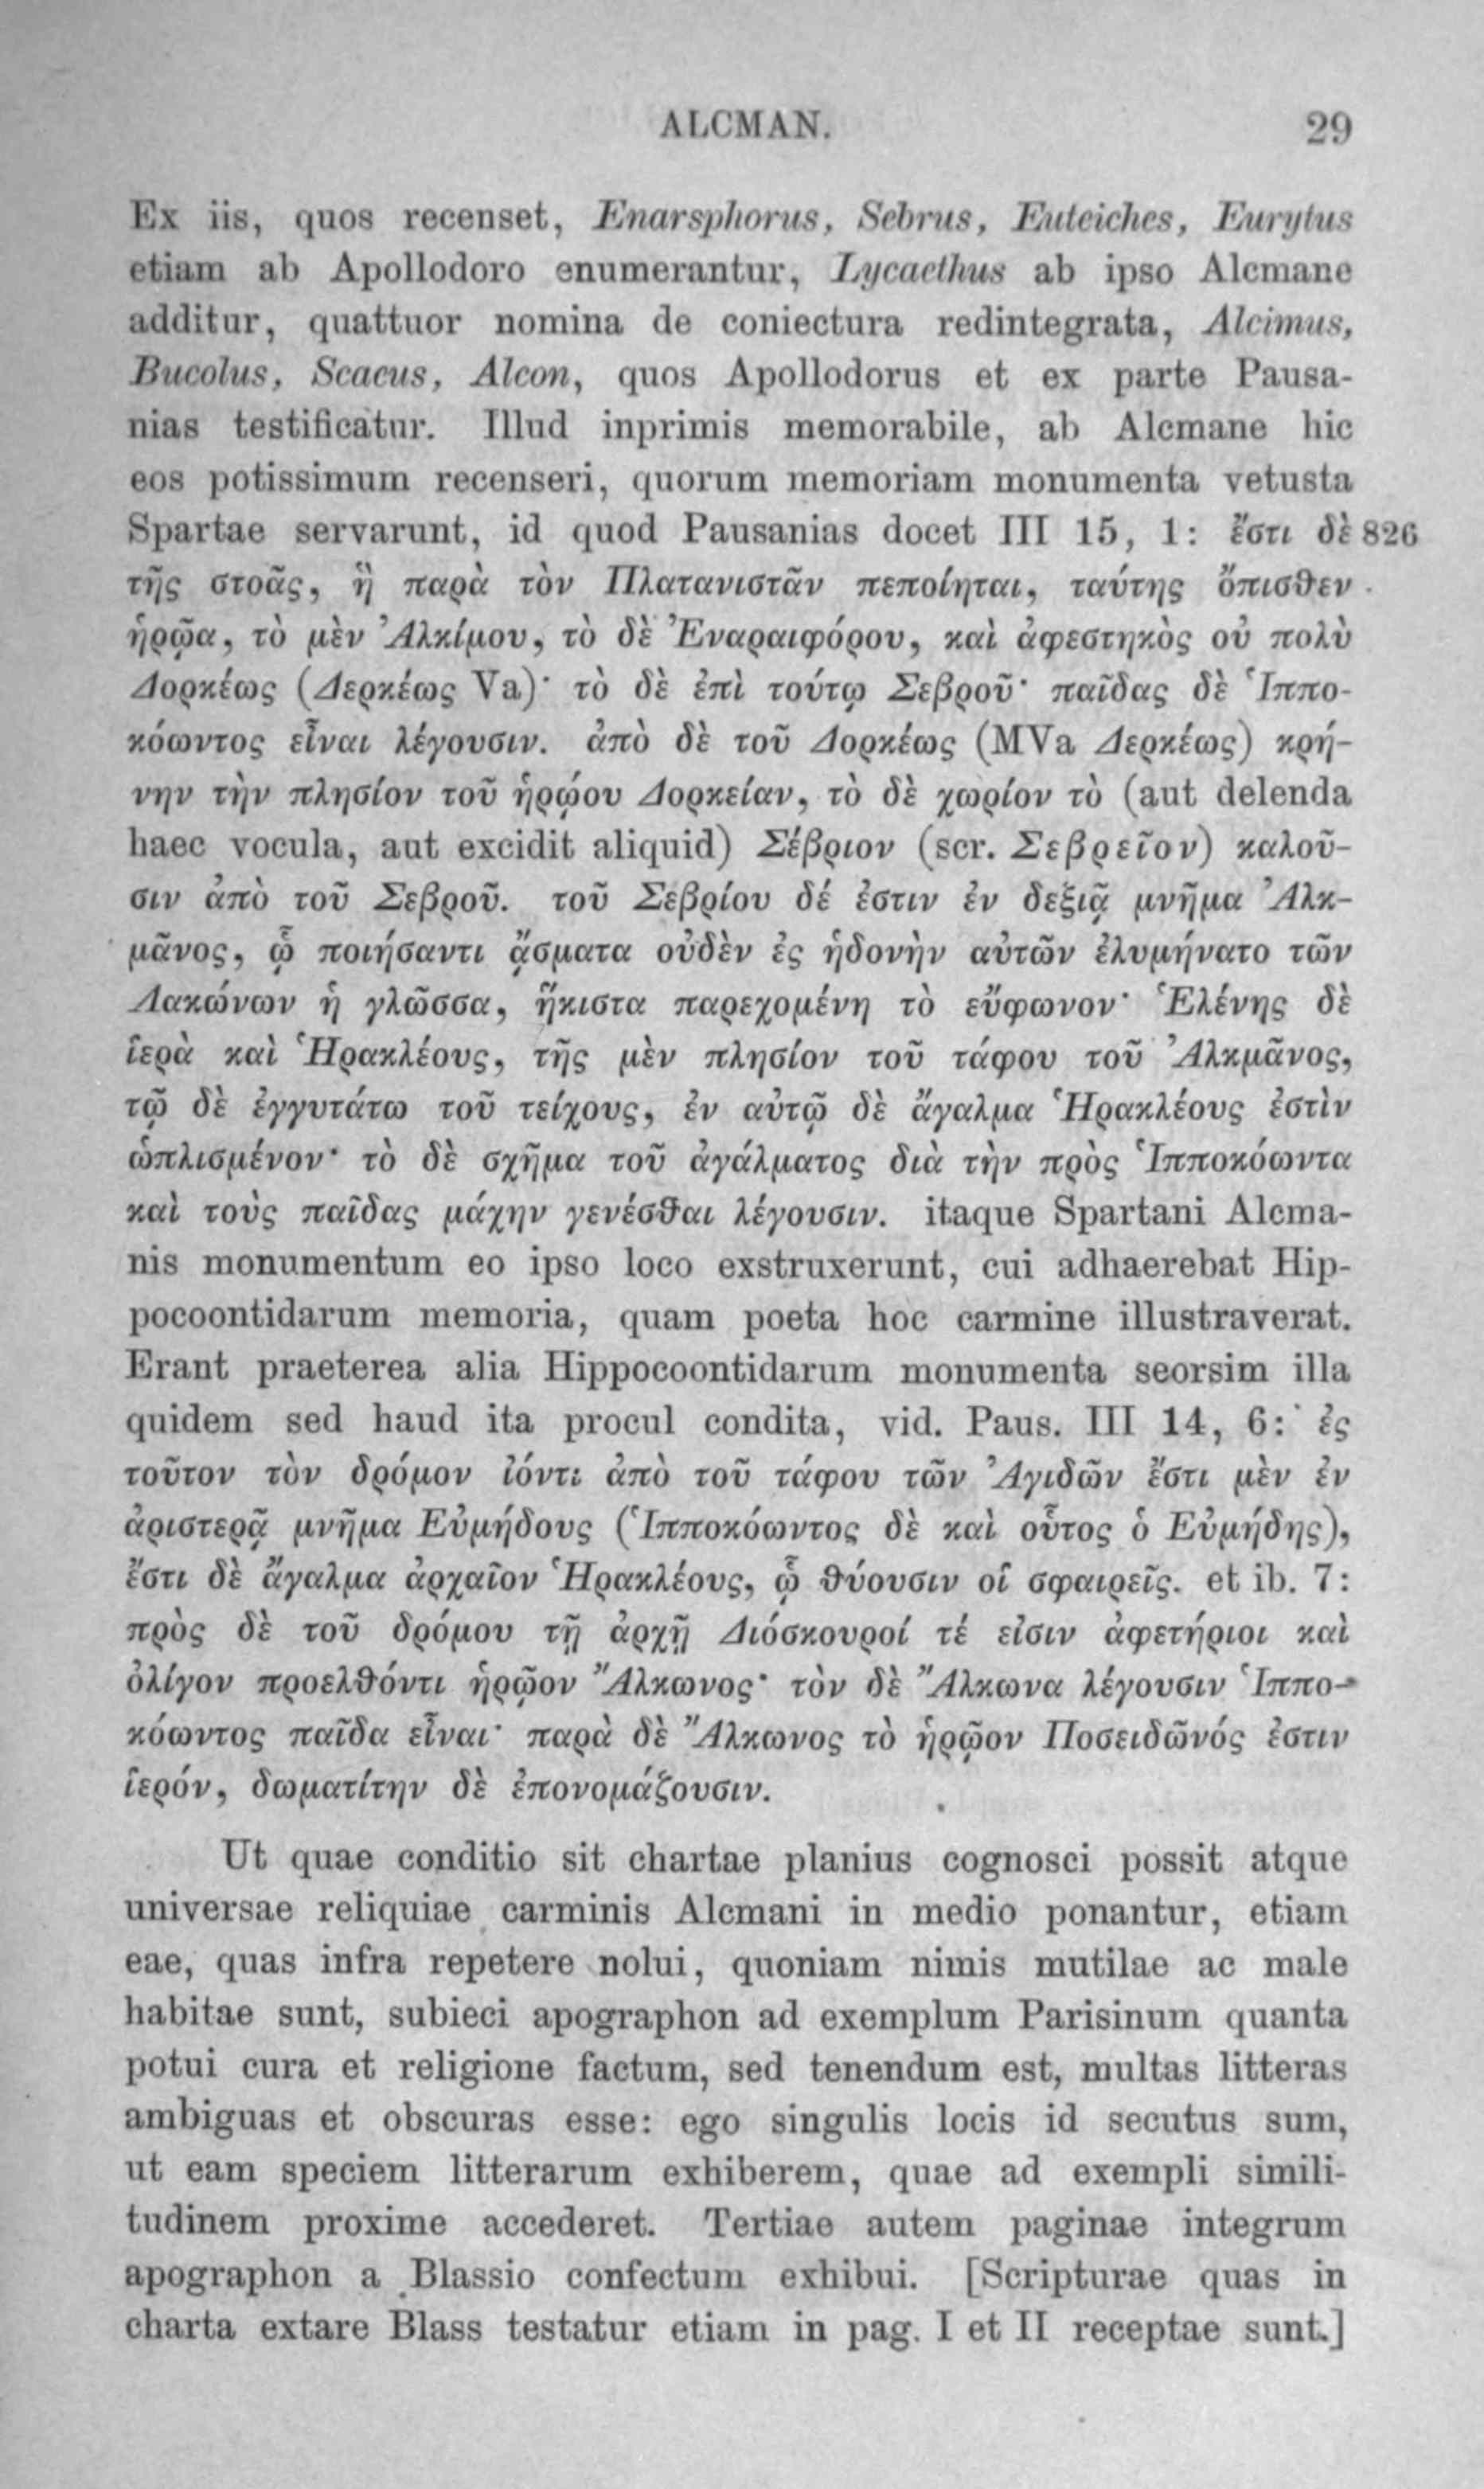 ALCMAN. 29
Ex iis, quos recenset, Enarsphorus, Sebrus, Euteiches, Eurytus
etiam ab Apollodoro enumerantur, Lycaethus ab ipso Alcmane
additur, quattuor nomina de coniectura redintegrata, Alcimus,
Bucolus, Scaeus, Alcon, quos Apollodorus et ex parte Pausa-
nias testificatur. Illud inprimis memorabile, ab Alcmane hic
eos potissimum recenseri, quorum memoriam monumenta vetusta
Spartae servarunt, id quod Pausanias docet III 15, 1: ἔστι δὲ 826
τῆς στοᾶς, ἣ παρὰ τὸν Πλατανιστᾶν πεποίηται, ταύτης ὄπισθεν
ἡρῷα, τὸ μὲν Ἀλκίμου, τὸ δὲ Ἐναραιφόρου, καὶ ἀφεστηκὸς οὐ πολὺ
Δορκέως (Δερκέως Va)· τὸ δὲ ἐπὶ τούτῳ Σεβροῦ· παῖδας δὲ Ἱππο-
κόωντος εἶναι λέγουσιν. ἀπὸ δὲ τοῦ Δορκέως (MVa Δερκέως) κρή-
νην τὴν πλησίον τοῦ ἡρῴου Δορκείαν, τὸ δὲ χωρίον τὸ (aut delenda
haec vocula, aut excidit aliquid) Σέβριον (scr. Σεβρεῖον) καλοῦ-
σιν ἀπὸ τοῦ Σεβροῦ. τοῦ Σεβρίου δέ ἐστιν ἐν δεξιᾷ μνῆμα Ἀλκ-
μᾶνος, ᾧ ποιήσαντι ᾄσματα οὐδὲν ἐς ἡδονὴν αὐτῶν ἐλυμήνατο τῶν
Λακώνων ἡ γλῶσσα, ἥκιστα παρεχομένη τὸ εὔφωνον· Ἑλένης δὲ
ἱερὰ καὶ Ἡρακλέους, τῆς μὲν πλησίον τοῦ τάφου τοῦ Ἀλκμᾶνος,
τῷ δὲ ἐγγυτάτω τοῦ τείχους, ἐν αὐτῷ δὲ ἄγαλμα Ἡρακλέους ἐστὶν
ὡπλισμένον· τὸ δὲ σχῆμα τοῦ ἀγάλματος διὰ τὴν πρὸς Ἱπποκόωντα
καὶ τοὺς παῖδας μάχην γενέσθαι λέγουσιν. itaque Spartani Alcma-
nis monumentum eo ipso loco exstruxerunt, cui adhaerebat Hip-
pocoontidarum memoria, quam poeta hoc carmine illustraverat.
Erant praeterea alia Hippocoontidarum monumenta seorsim illa
quidem sed haud ita procul condita, vid. Paus. III 14, 6: ἐς
τοῦτον τὸν δρόμον ἰόντι ἀπὸ τοῦ τάφου τῶν Ἀγιδῶν ἔστι μὲν ἐν
ἀριστερᾷ μνῆμα Εὐμήδους (Ἱπποκόωντος δὲ καὶ οὗτος ὁ Εὐμήδης),
ἔστι δὲ ἄγαλμα ἀρχαῖον Ἡρακλέους, ᾧ θύουσιν οἱ σφαιρεῖς. et ib. 7:
πρὸς δὲ τοῦ δρόμου τῇ ἀρχῇ Διόσκουροί τέ εἰσιν ἀφετήριοι καὶ
ὀλίγον προελθόντι ἡρῷον Ἄλκωνος· τὸν δὲ Ἄλκωνα λέγουσιν Ἱππο-
κόωντος παῖδα εἶναι· παρὰ δὲ Ἄλκωνος τὸ ἡρῷον Ποσειδῶνός ἐστιν
ἱερόν, δωματίτην δὲ ἐπονομάζουσιν.
Ut quae conditio sit chartae planius cognosci possit atque
universae reliquiae carminis Alcmani in medio ponantur, etiam
eae, quas infra repetere nolui, quoniam nimis mutilae ac male
habitae sunt, subieci apographon ad exemplum Parisinum quanta
potui cura et religione factum, sed tenendum est, multas litteras
ambiguas et obscuras esse: ego singulis locis id secutus sum,
ut eam speciem litterarum exhiberem, quae ad exempli simili-
tudinem proxime accederet. Tertiae autem paginae integrum
apographon a Blassio confectum exhibui. [Scripturae quas in
charta extare Blass testatur etiam in pag. I et II receptae sunt.]